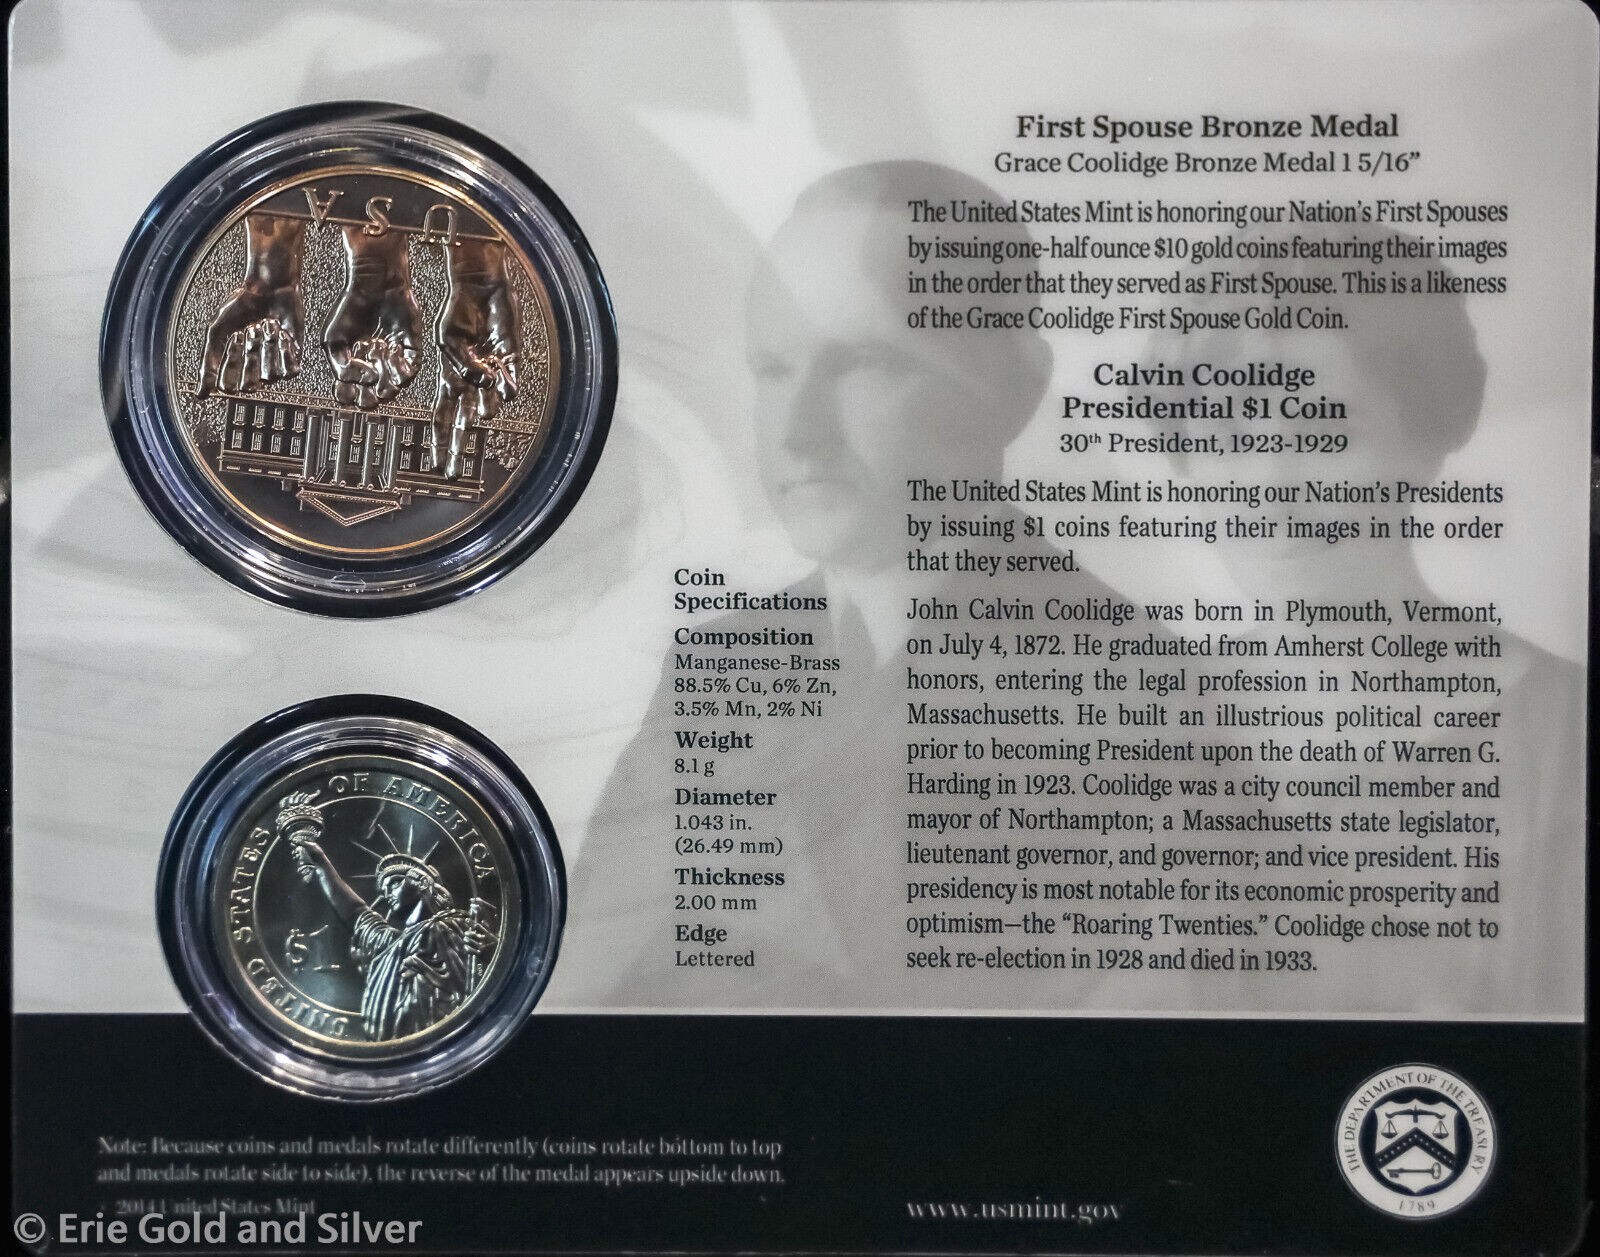 USA
UNITED STATES OF AMERICA
$1
First Spouse Bronze Medal
Grace Coolidge Bronze Medal 1 5/16”
The United States Mint is honoring our Nation’s First Spouses
by issuing one-half ounce $10 gold coins featuring their images
in the order that they served as First Spouse. This is a likeness
of the Grace Coolidge First Spouse Gold Coin.
Calvin Coolidge
Presidential $1 Coin
30th President, 1923-1929
The United States Mint is honoring our Nation’s Presidents
by issuing $1 coins featuring their images in the order
that they served.
John Calvin Coolidge was born in Plymouth, Vermont,
on July 4, 1872. He graduated from Amherst College with
honors, entering the legal profession in Northampton,
Massachusetts. He built an illustrious political career
prior to becoming President upon the death of Warren G.
Harding in 1923. Coolidge was a city council member and
mayor of Northampton; a Massachusetts state legislator,
lieutenant governor, and governor; and vice president. His
presidency is most notable for its economic prosperity and
optimism—the “Roaring Twenties.” Coolidge chose not to
seek re-election in 1928 and died in 1933.
Coin
Specifications
Composition
Manganese-Brass
88.5% Cu, 6% Zn,
3.5% Mn, 2% Ni
Weight
8.1 g
Diameter
1.043 in.
(26.49 mm)
Thickness
2.00 mm
Edge
Lettered
Note: Because coins and medals rotate differently (coins rotate bottom to top
and medals rotate side to side), the reverse of the medal appears upside down.
2014 United States Mint
www.usmint.gov
THE DEPARTMENT OF THE TREASURY
1789
© Erie Gold and Silver